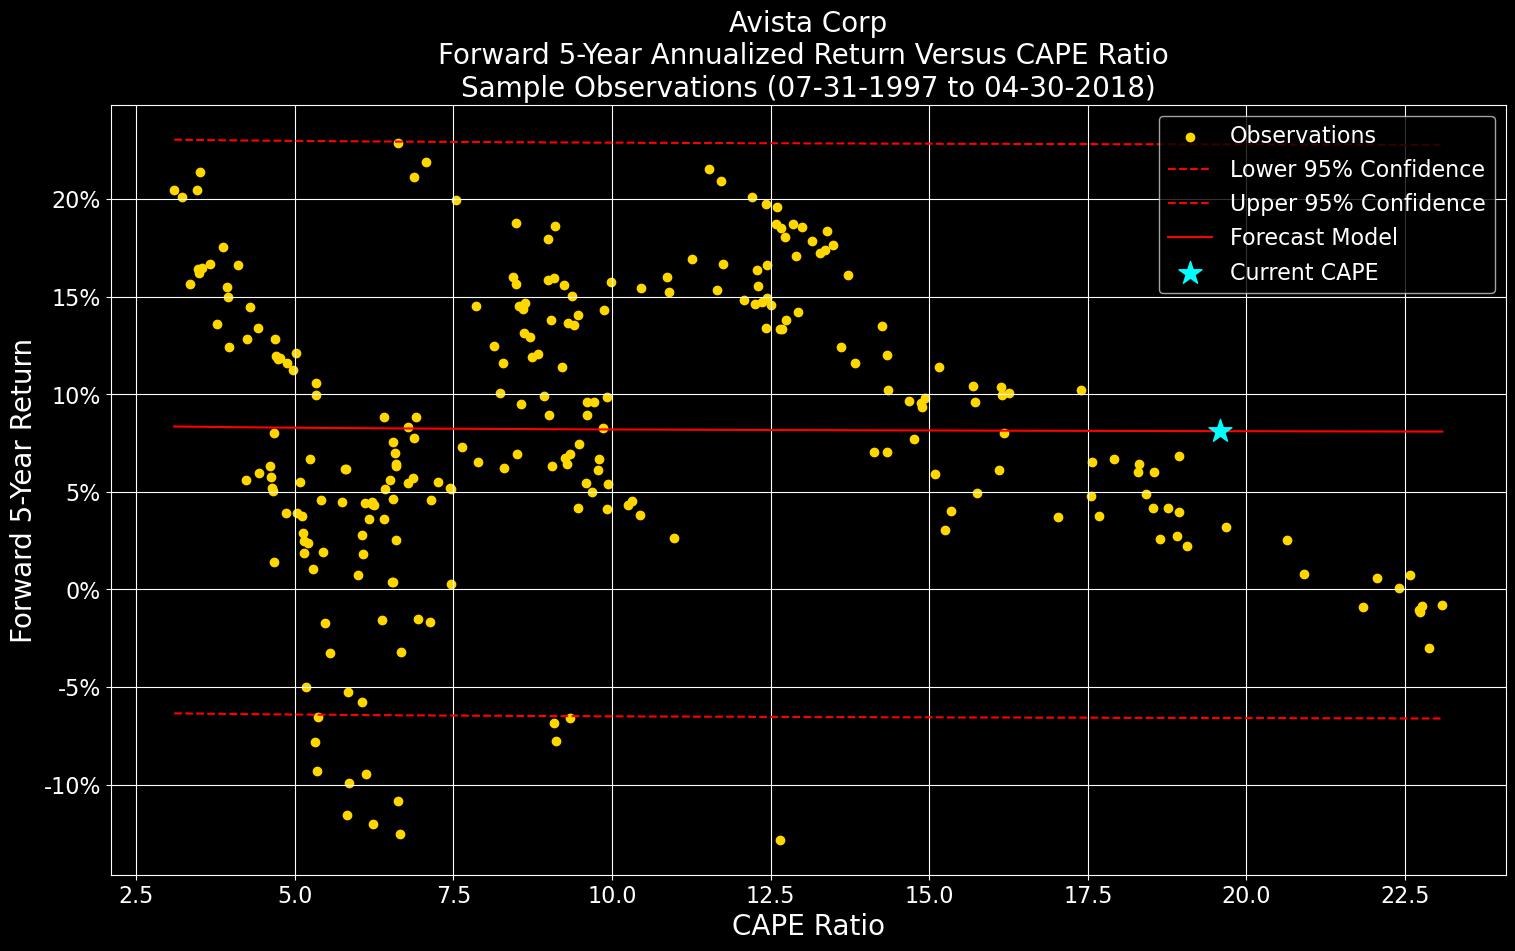 Avista Corp
Forward 5-Year Annualized Return Versus CAPE Ratio
Sample Observations (07-31-1997 to 04-30-2018)
Observations
Lower 95% Confidence
Upper 95% Confidence
Forecast Model
Current CAPE
Forward 5-Year Return
20%
15%
10%
5%
0%
-5%
-10%
2.5
5.0
7.5
10.0
12.5
15.0
17.5
20.0
22.5
CAPE Ratio